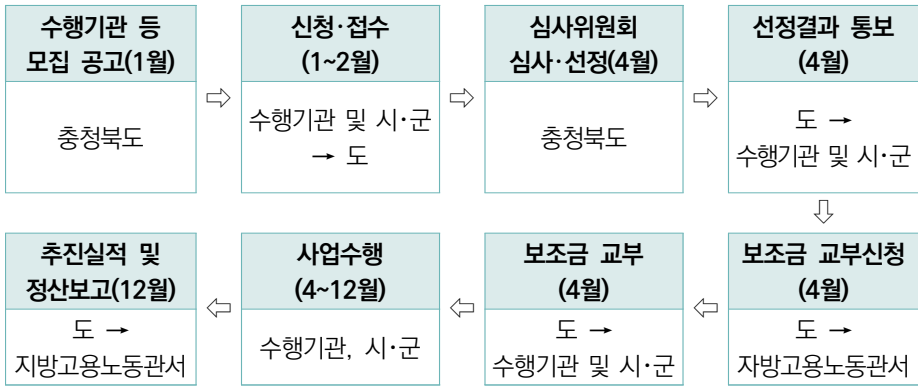 수행기관 등
모집 공고(1월)
충청북도
신청·접수
(1~2월)
수행기관 및 시·군
→ 도
심사위원회
심사·선정(4월)
충청북도
선정결과 통보
(4월)
도 →
수행기관 및 시·군
보조금 교부신청
(4월)
도 →
자방고용노동관서
보조금 교부
(4월)
도 →
수행기관 및 시·군
사업수행
(4~12월)
수행기관, 시·군
추진실적 및
정산보고(12월)
도 →
지방고용노동관서